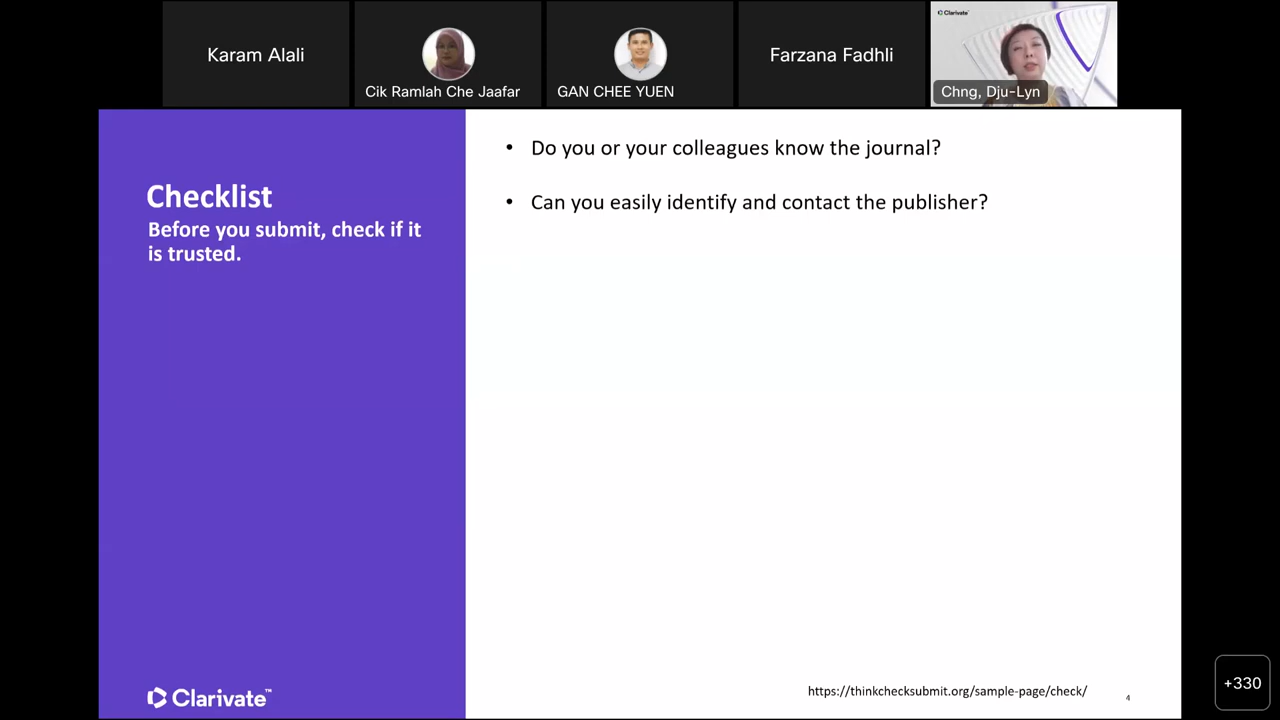 Karam Alali
Cik Ramlah Che Jaafar
GAN CHEE YUEN
Farzana Fadhli
Clarivate
Chng, Dju-Lyn
Checklist
Before you submit, check if it
is trusted.
• Do you or your colleagues know the journal?
• Can you easily identify and contact the publisher?
Clarivate™
https://thinkchecksubmit.org/sample-page/check/
4
+330